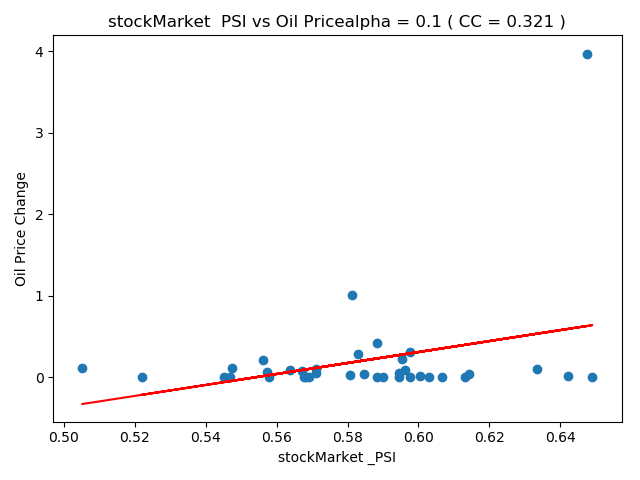 stockMarket  PSI vs Oil Pricealpha = 0.1 ( CC = 0.321 )
4
3
2
1
0
Oil Price Change
0.50 0.52 0.54 0.56 0.58 0.60 0.62 0.64
stockMarket _PSI